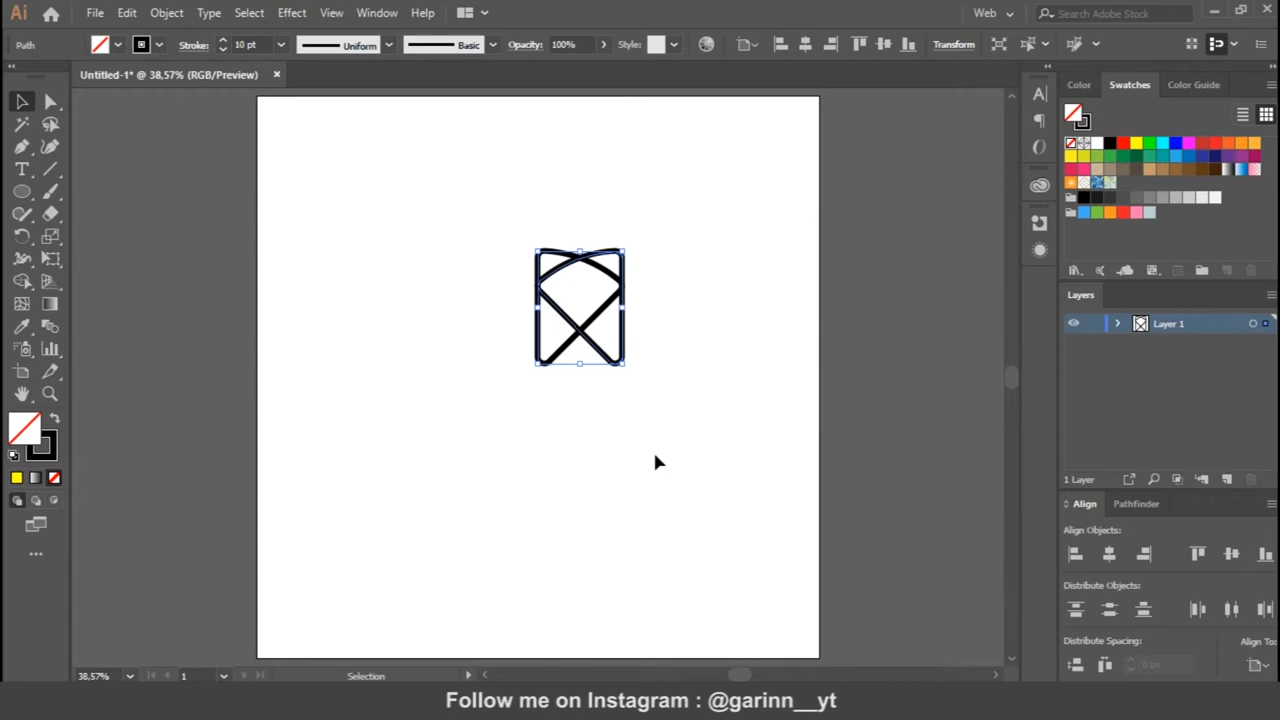 Ai File Edit Object Type Select Effect View Window Help Web Search Adobe Stock
Path Stroke: 10 pt Uniform Basic Opacity: 100% Style: Transform
Untitled-1* @ 38,57% (RGB/Preview) ×
Color Swatches Color Guide
Layers
Layer 1
1 Layer
Align Pathfinder
Align Objects:
Distribute Objects:
Distribute Spacing: Align To:
0 px
38,57% 1 Selection
Follow me on Instagram : @garinn__yt